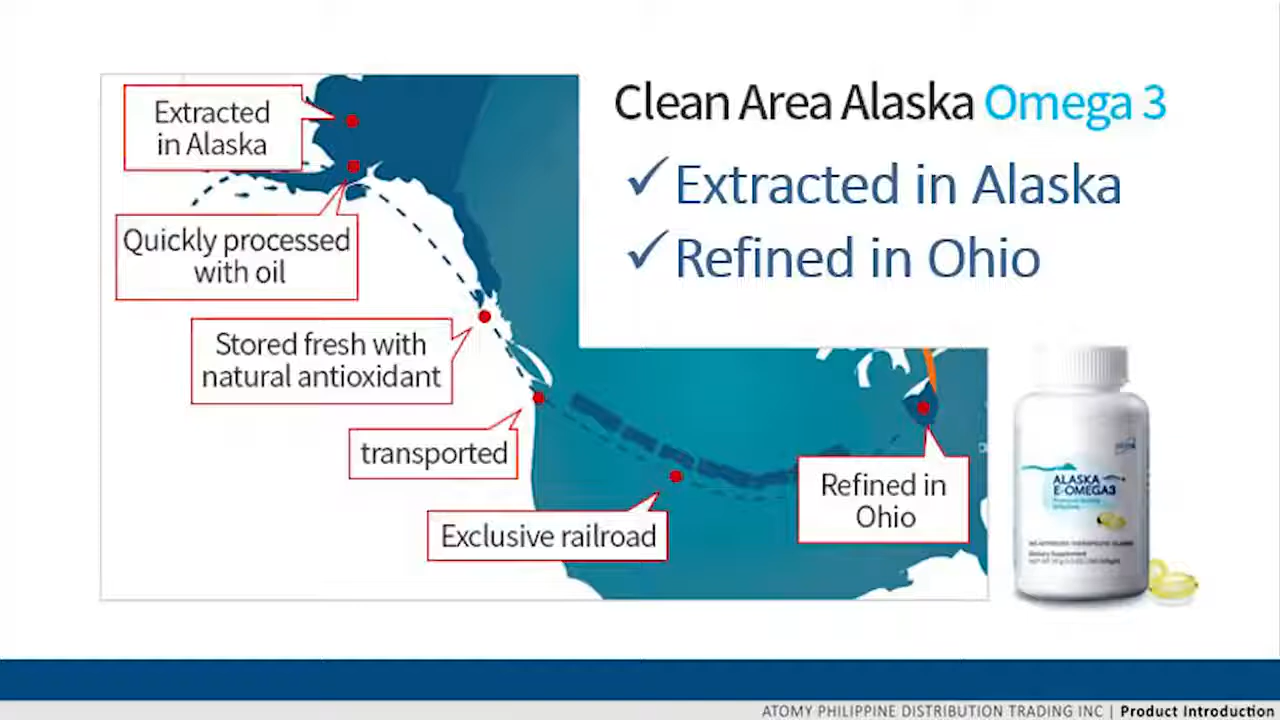 Clean Area Alaska Omega 3
✓ Extracted in Alaska
✓ Refined in Ohio
Extracted
in Alaska
Quickly processed
with oil
Stored fresh with
natural antioxidant
transported
Exclusive railroad
Refined in
Ohio
ALASKA
E-OMEGA3
Dietary Supplement
ATOMY PHILIPPINE DISTRIBUTION TRADING INC | Product Introduction